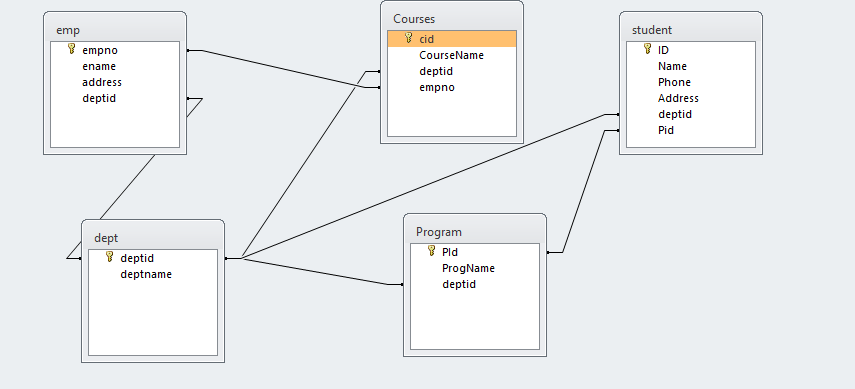 emp
empno
ename
address
deptid
Courses
cid
CourseName
deptid
empno
student
ID
Name
Phone
Address
deptid
Pid
dept
deptid
deptname
Program
PId
ProgName
deptid